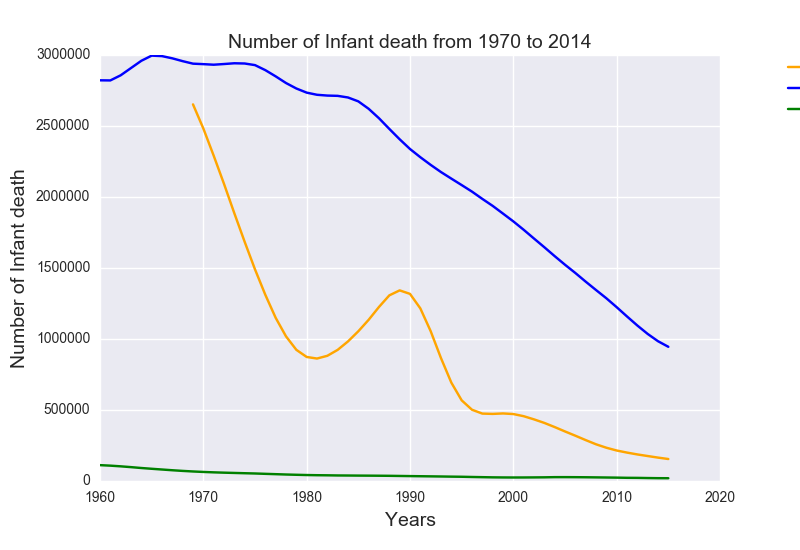 Number of Infant death from 1970 to 2014
3000000
2500000
2000000
1500000
1000000
500000
0
Number of Infant death
1960 1970 1980 1990 2000 2010 2020
Years